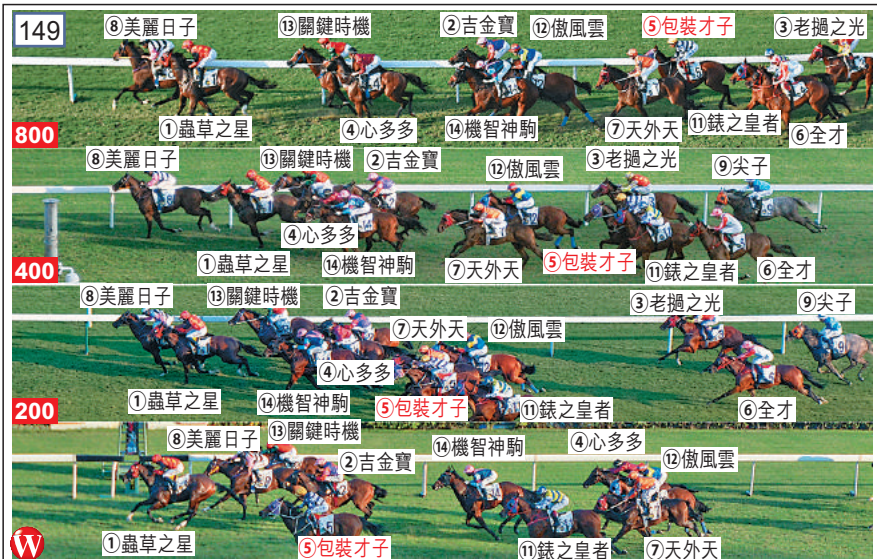 149
⑧美麗日子 ⑬關鍵時機 ②吉金寶 ⑫傲風雲 ⑤包裝才子 ③老撾之光
①蟲草之星 ④心多多 ⑭機智神駒 ⑦天外天 ⑪錶之皇者 ⑥全才
800
⑧美麗日子 ⑬關鍵時機 ②吉金寶 ⑫傲風雲 ③老撾之光 ⑨尖子
①蟲草之星 ④心多多 ⑭機智神駒 ⑦天外天 ⑤包裝才子 ⑪錶之皇者 ⑥全才
400
⑧美麗日子 ⑬關鍵時機 ②吉金寶 ⑦天外天 ⑫傲風雲 ③老撾之光 ⑨尖子
①蟲草之星 ⑭機智神駒 ④心多多 ⑤包裝才子 ⑪錶之皇者 ⑥全才
200
⑧美麗日子 ⑬關鍵時機 ②吉金寶 ⑭機智神駒 ④心多多 ⑫傲風雲
①蟲草之星 ⑤包裝才子 ⑪錶之皇者 ⑦天外天
W